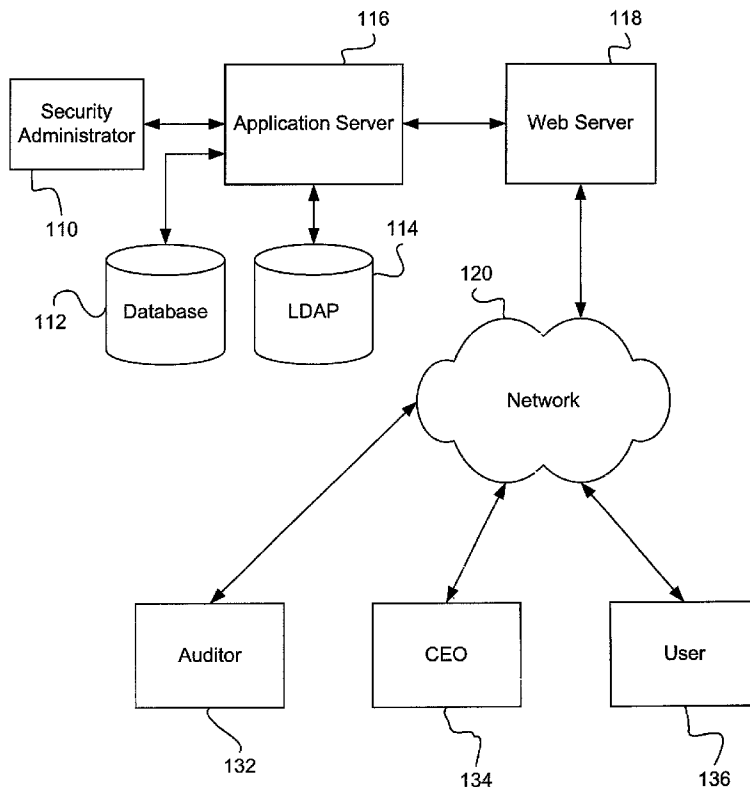 116
118
Security
Administrator
Application Server
Web Server
110
114
112
Database
LDAP
120
Network
Auditor
CEO
User
132
134
136